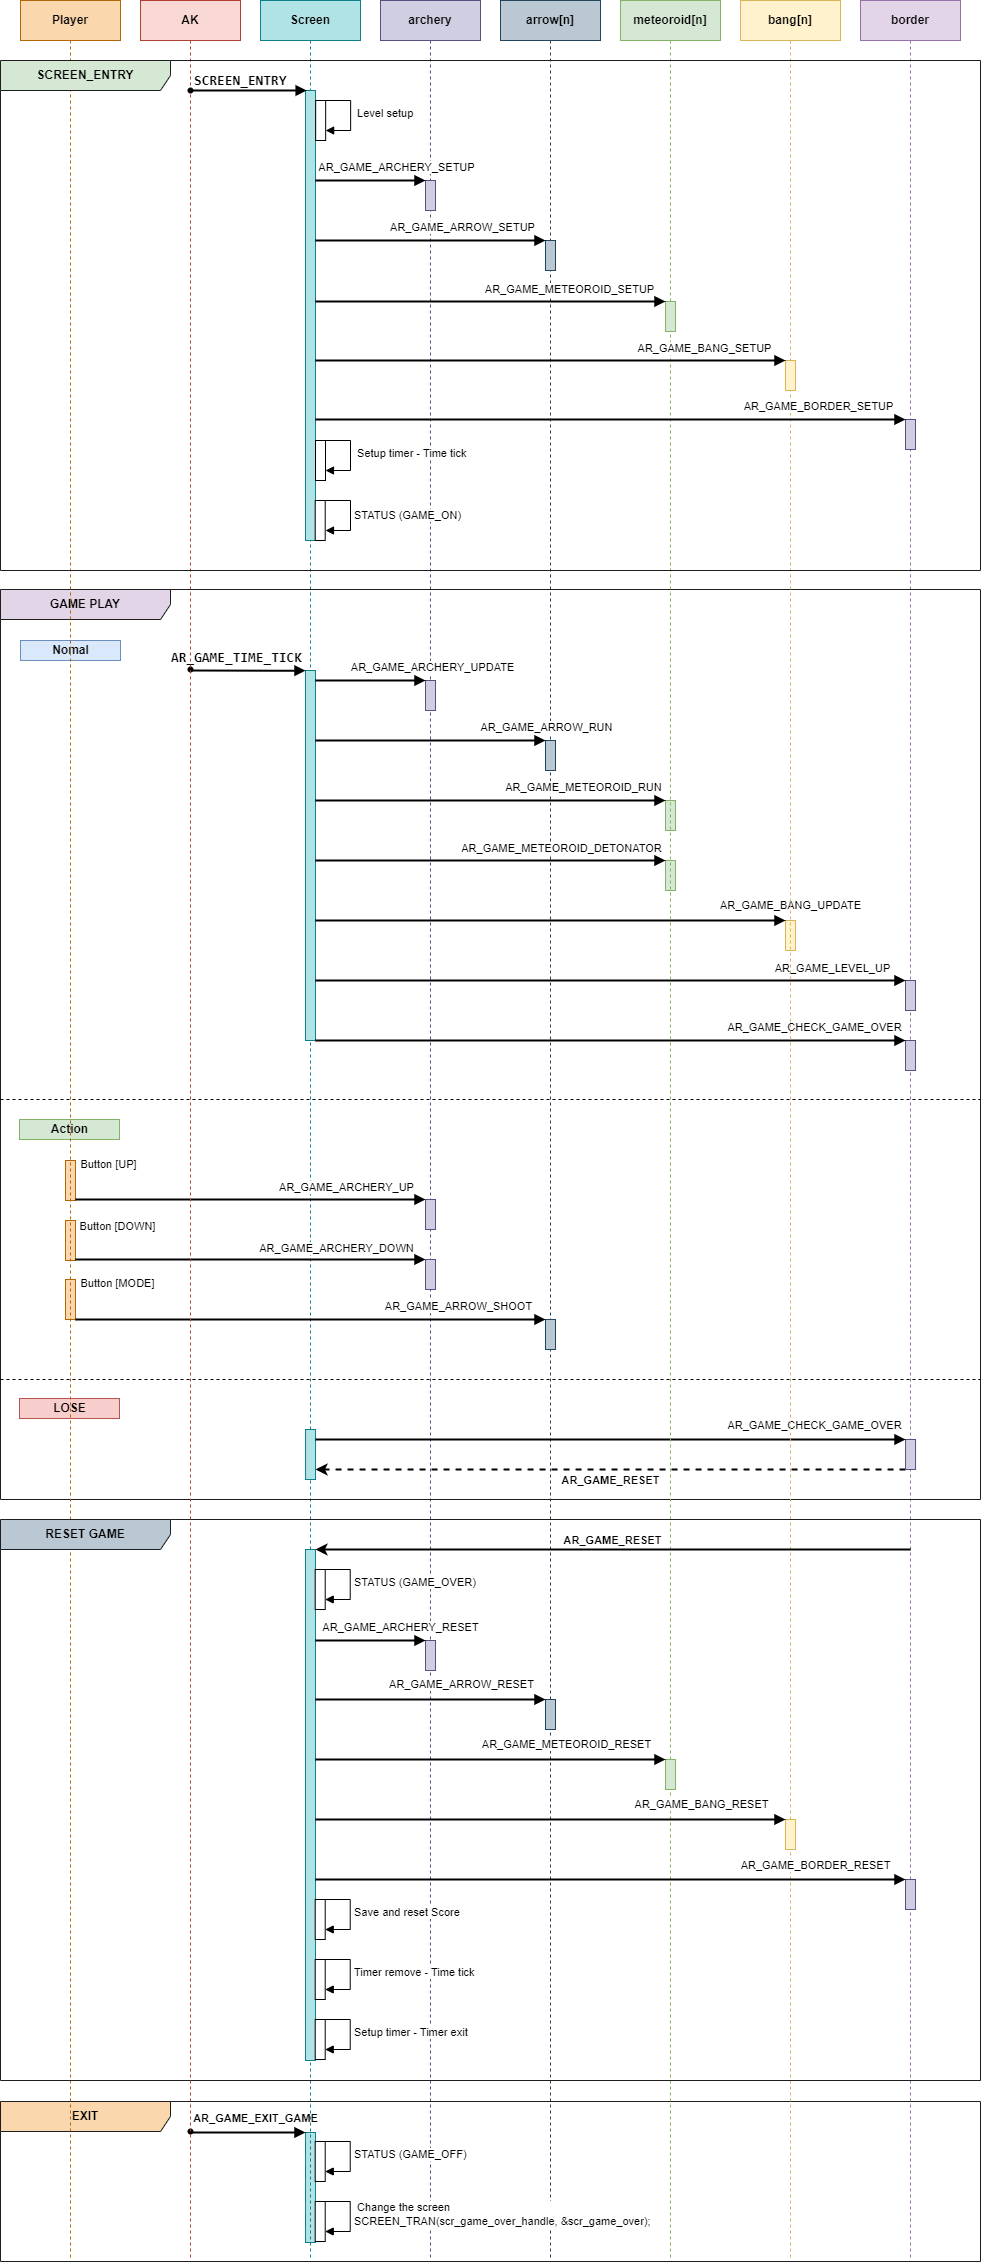 Player
AK
Screen
archery
arrow[n]
meteoroid[n]
bang[n]
border
SCREEN_ENTRY
SCREEN_ENTRY
Level setup
AR_GAME_ARCHERY_SETUP
AR_GAME_ARROW_SETUP
AR_GAME_METEOROID_SETUP
AR_GAME_BANG_SETUP
AR_GAME_BORDER_SETUP
Setup timer - Time tick
STATUS (GAME_ON)
GAME PLAY
Nomal
AR_GAME_TIME_TICK
AR_GAME_ARCHERY_UPDATE
AR_GAME_ARROW_RUN
AR_GAME_METEOROID_RUN
AR_GAME_METEOROID_DETONATOR
AR_GAME_BANG_UPDATE
AR_GAME_LEVEL_UP
AR_GAME_CHECK_GAME_OVER
Action
Button [UP]
AR_GAME_ARCHERY_UP
Button [DOWN]
AR_GAME_ARCHERY_DOWN
Button [MODE]
AR_GAME_ARROW_SHOOT
LOSE
AR_GAME_CHECK_GAME_OVER
AR_GAME_RESET
RESET GAME
AR_GAME_RESET
STATUS (GAME_OVER)
AR_GAME_ARCHERY_RESET
AR_GAME_ARROW_RESET
AR_GAME_METEOROID_RESET
AR_GAME_BANG_RESET
AR_GAME_BORDER_RESET
Save and reset Score
Timer remove - Time tick
Setup timer - Timer exit
EXIT
AR_GAME_EXIT_GAME
STATUS (GAME_OFF)
Change the screen
SCREEN_TRAN(scr_game_over_handle, &scr_game_over);